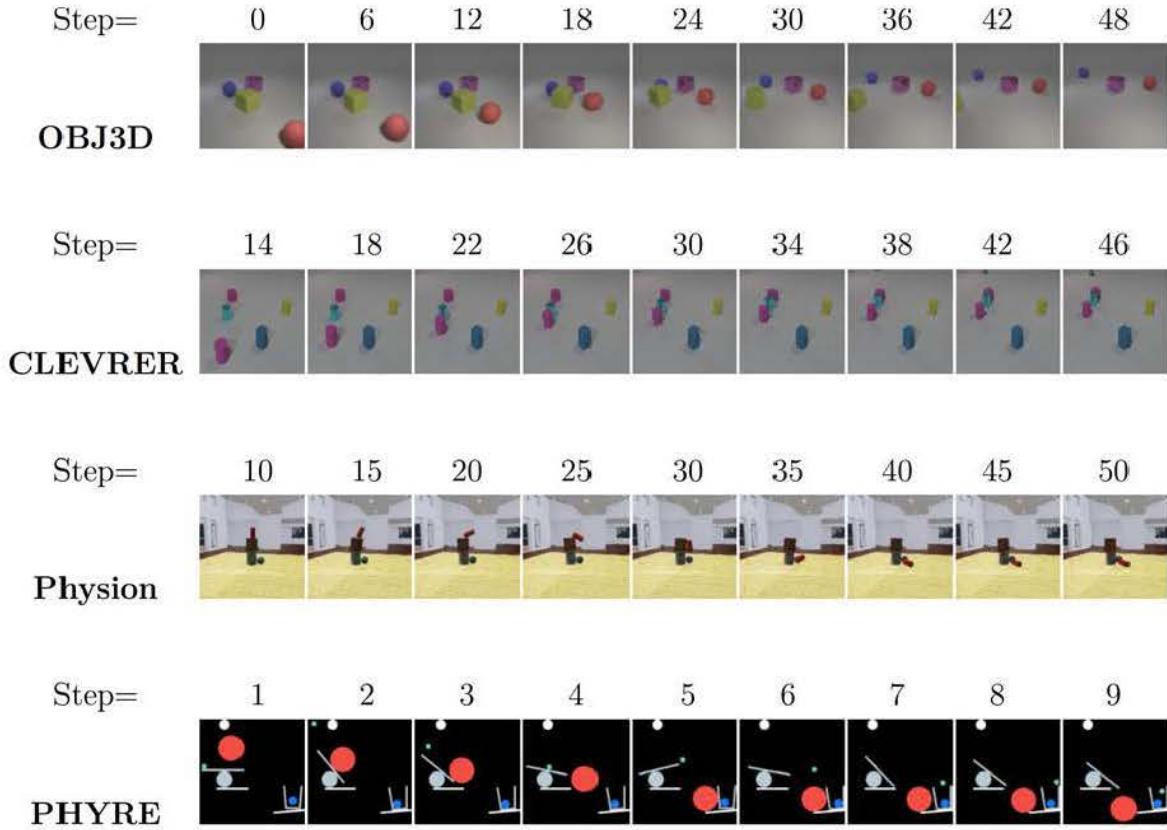 Step= 0 6 12 18 24 30 36 42 48
OBJ3D
Step= 14 18 22 26 30 34 38 42 46
CLEVRER
Step= 10 15 20 25 30 35 40 45 50
Physion
Step= 1 2 3 4 5 6 7 8 9
PHYRE